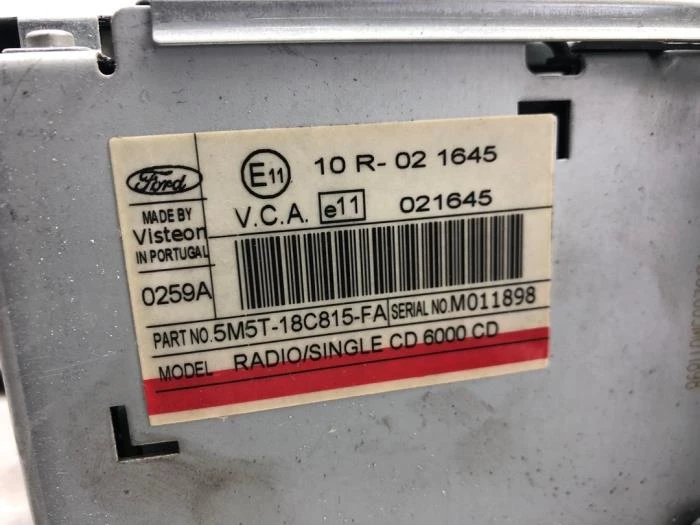 Ford
E11 10 R- 02 1645
MADE BY
Visteon
IN PORTUGAL
V.C.A. e11 021645
0259A
PART NO. 5M5T-18C815-FA SERIAL NO. M011898
MODEL RADIO/SINGLE CD 6000 CD